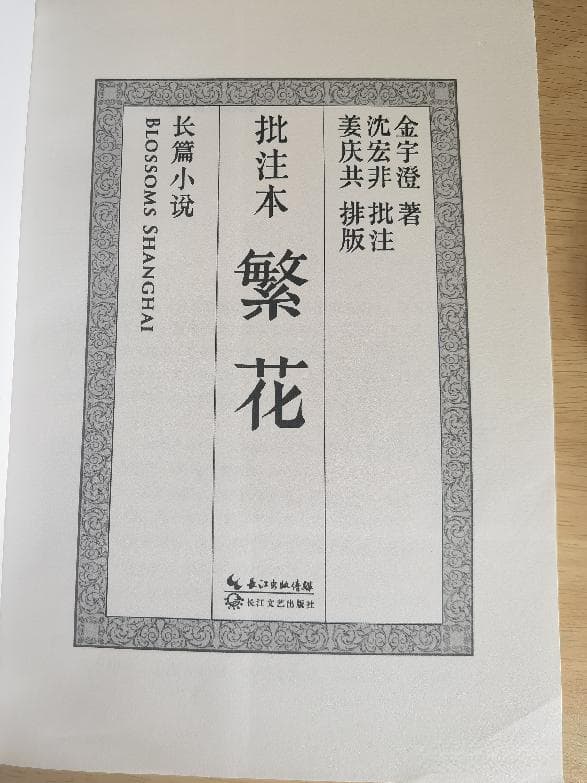 金宇澄 著
沈宏非 批注
姜庆共 排版
批注本 繁花
长篇小说
BLOSSOMS SHANGHAI
长江出版传媒
长江文艺出版社